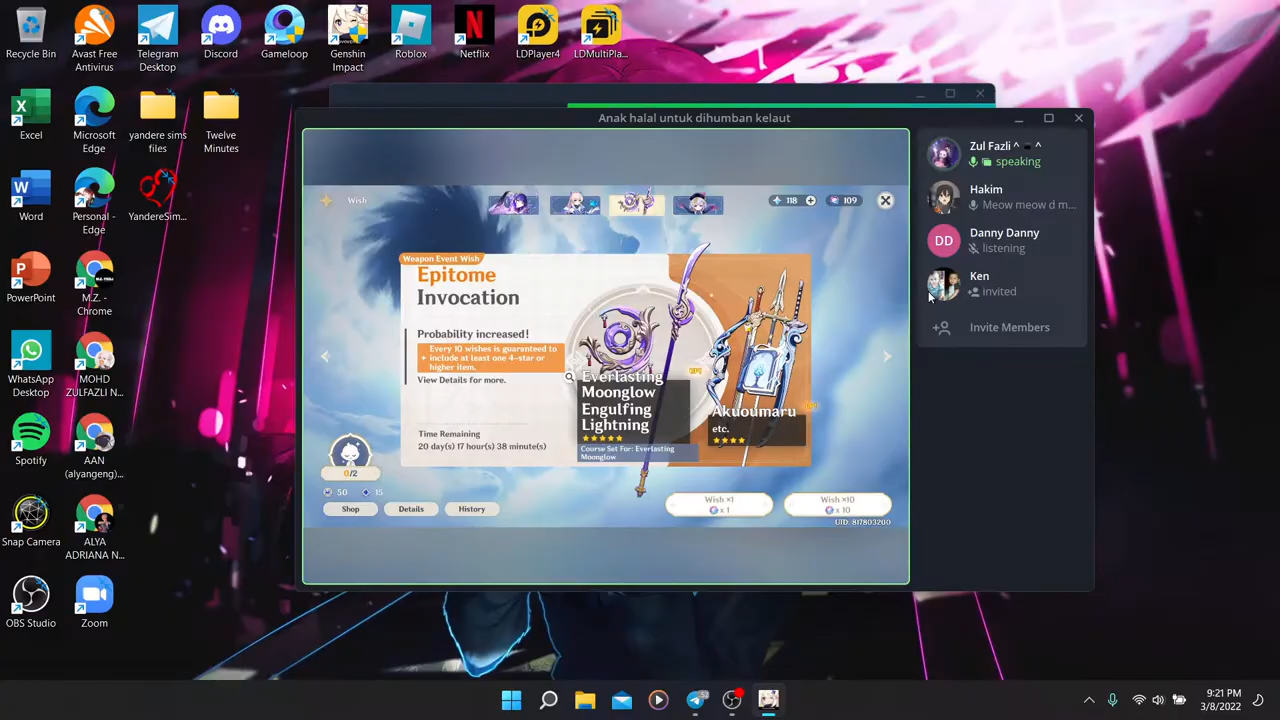 Recycle Bin
Avast Free
Antivirus
Telegram
Desktop
Discord
Gameloop
Genshin
Impact
Roblox
Netflix
LDPlayer4
LDMultiPla...
Excel
Microsoft
Edge
yandere sims
files
Twelve
Minutes
Word
Personal -
Edge
YandereSim...
PowerPoint
M.Z. -
Chrome
WhatsApp
Desktop
MOHD
ZULFAZLI N...
Spotify
AAN
(alyangeng)...
Snap Camera
ALYA
ADRIANA N...
OBS Studio
Zoom
Anak halal untuk dihumban kelaut
Wish
118
109
Weapon Event Wish
Epitome
Invocation
Probability increased!
Every 10 wishes is guaranteed to
include at least one 4-star or
higher item.
View Details for more.
Time Remaining
20 day(s) 17 hour(s) 38 minute(s)
Everlasting
Moonglow
Engulfing
Lightning
Course Set For: Everlasting
Moonglow
UP!
Akuoumaru
etc.
0/2
50
15
Shop
Details
History
Wish ×1
x 1
Wish ×10
x 10
UID: 817803200
Zul Fazli ^ ^
speaking
Hakim
Meow meow d m...
DD
Danny Danny
listening
Ken
invited
Invite Members
9:21 PM
3/8/2022